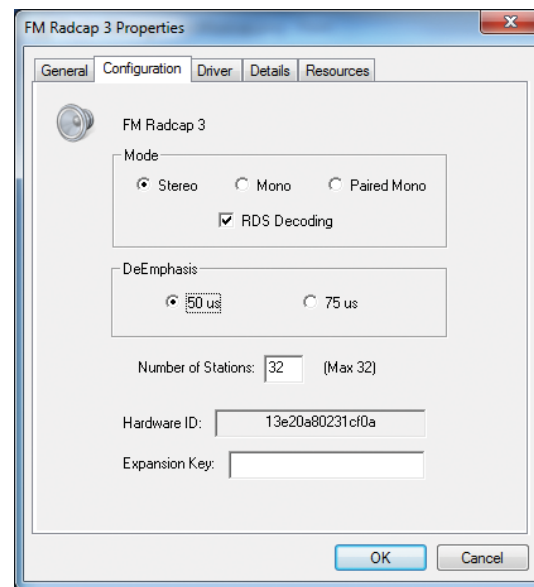 FM Radcap 3 Properties
General Configuration Driver Details Resources
FM Radcap 3
Mode
Stereo Mono Paired Mono
RDS Decoding
DeEmphasis
50 us 75 us
Number of Stations: 32 (Max 32)
Hardware ID: 13e20a80231cf0a
Expansion Key:
OK Cancel